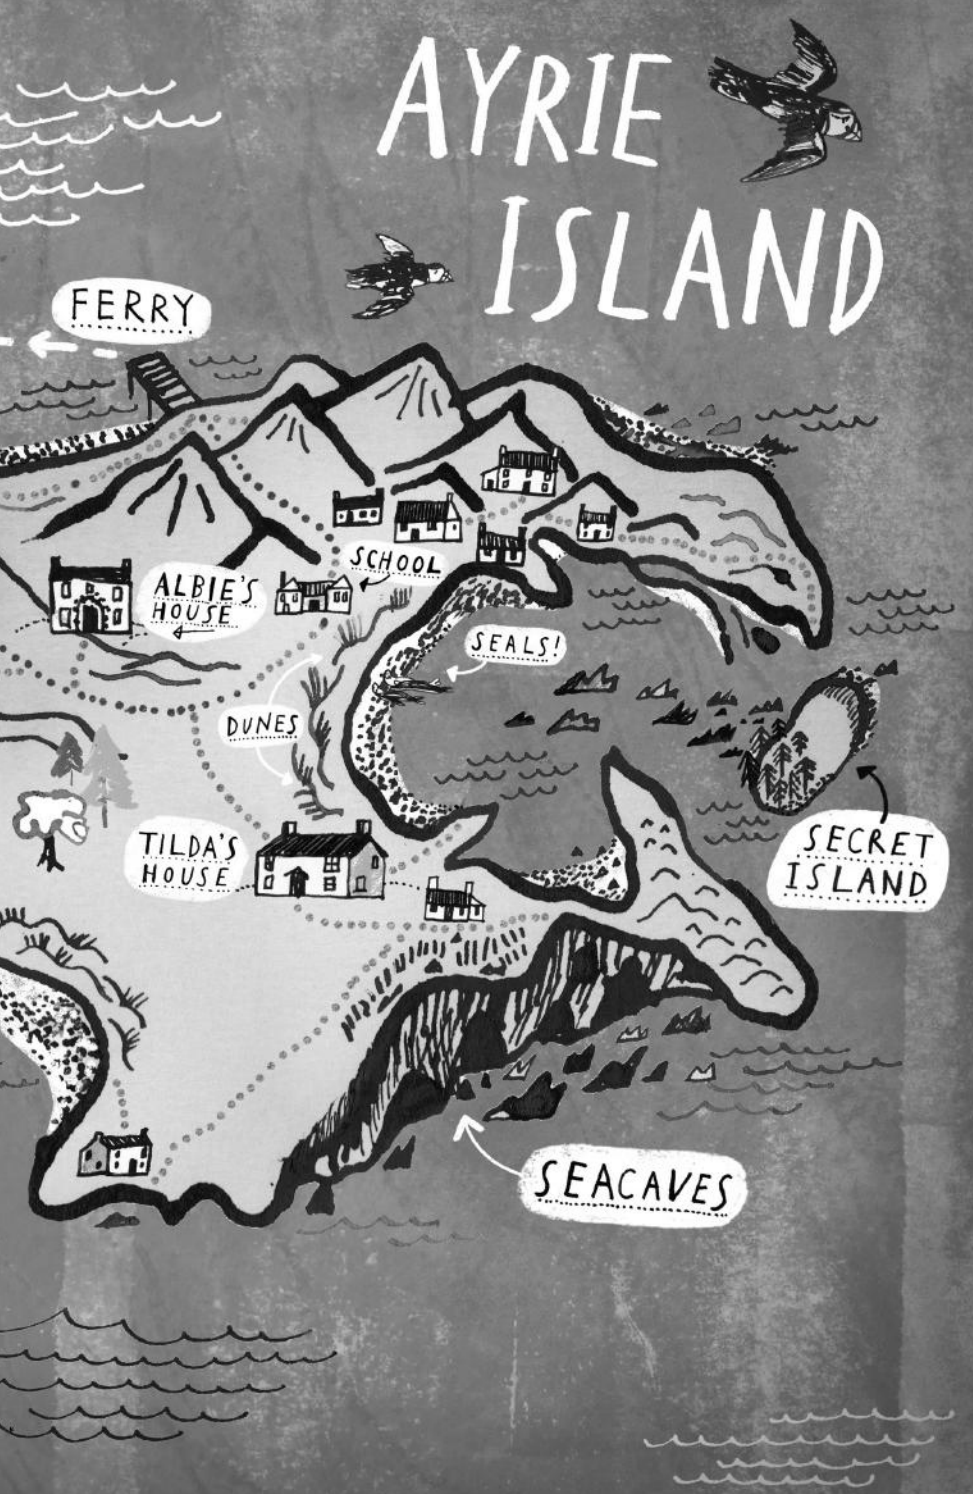 AYRIE
ISLAND
FERRY
SCHOOL
ALBIE'S
HOUSE
SEALS!
DUNES
TILDA'S
HOUSE
SECRET
ISLAND
SEACAVES